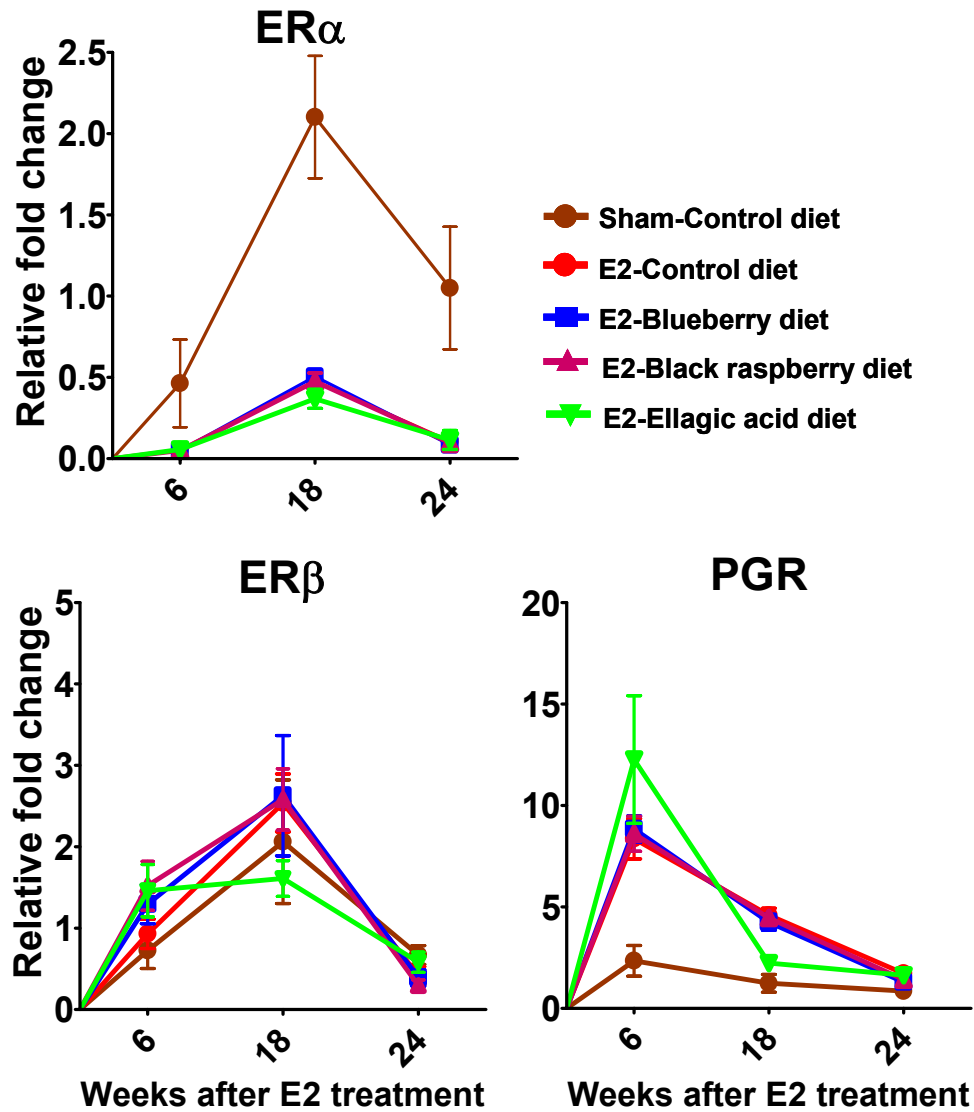 ERα
Relative fold change
2.5
2.0
1.5
1.0
0.5
0.0
6
18
24
Sham-Control diet
E2-Control diet
E2-Blueberry diet
E2-Black raspberry diet
E2-Ellagic acid diet
ERβ
Relative fold change
5
4
3
2
1
0
6
18
24
Weeks after E2 treatment
PGR
20
15
10
5
0
6
18
24
Weeks after E2 treatment